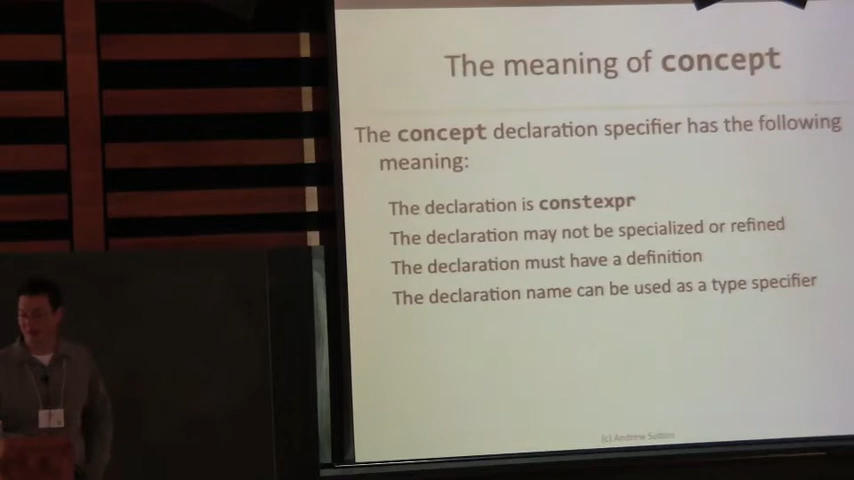 The meaning of concept
The concept declaration specifier has the following
meaning:
The declaration is constexpr
The declaration may not be specialized or refined
The declaration must have a definition
The declaration name can be used as a type specifier
(c) Andrew Sutton